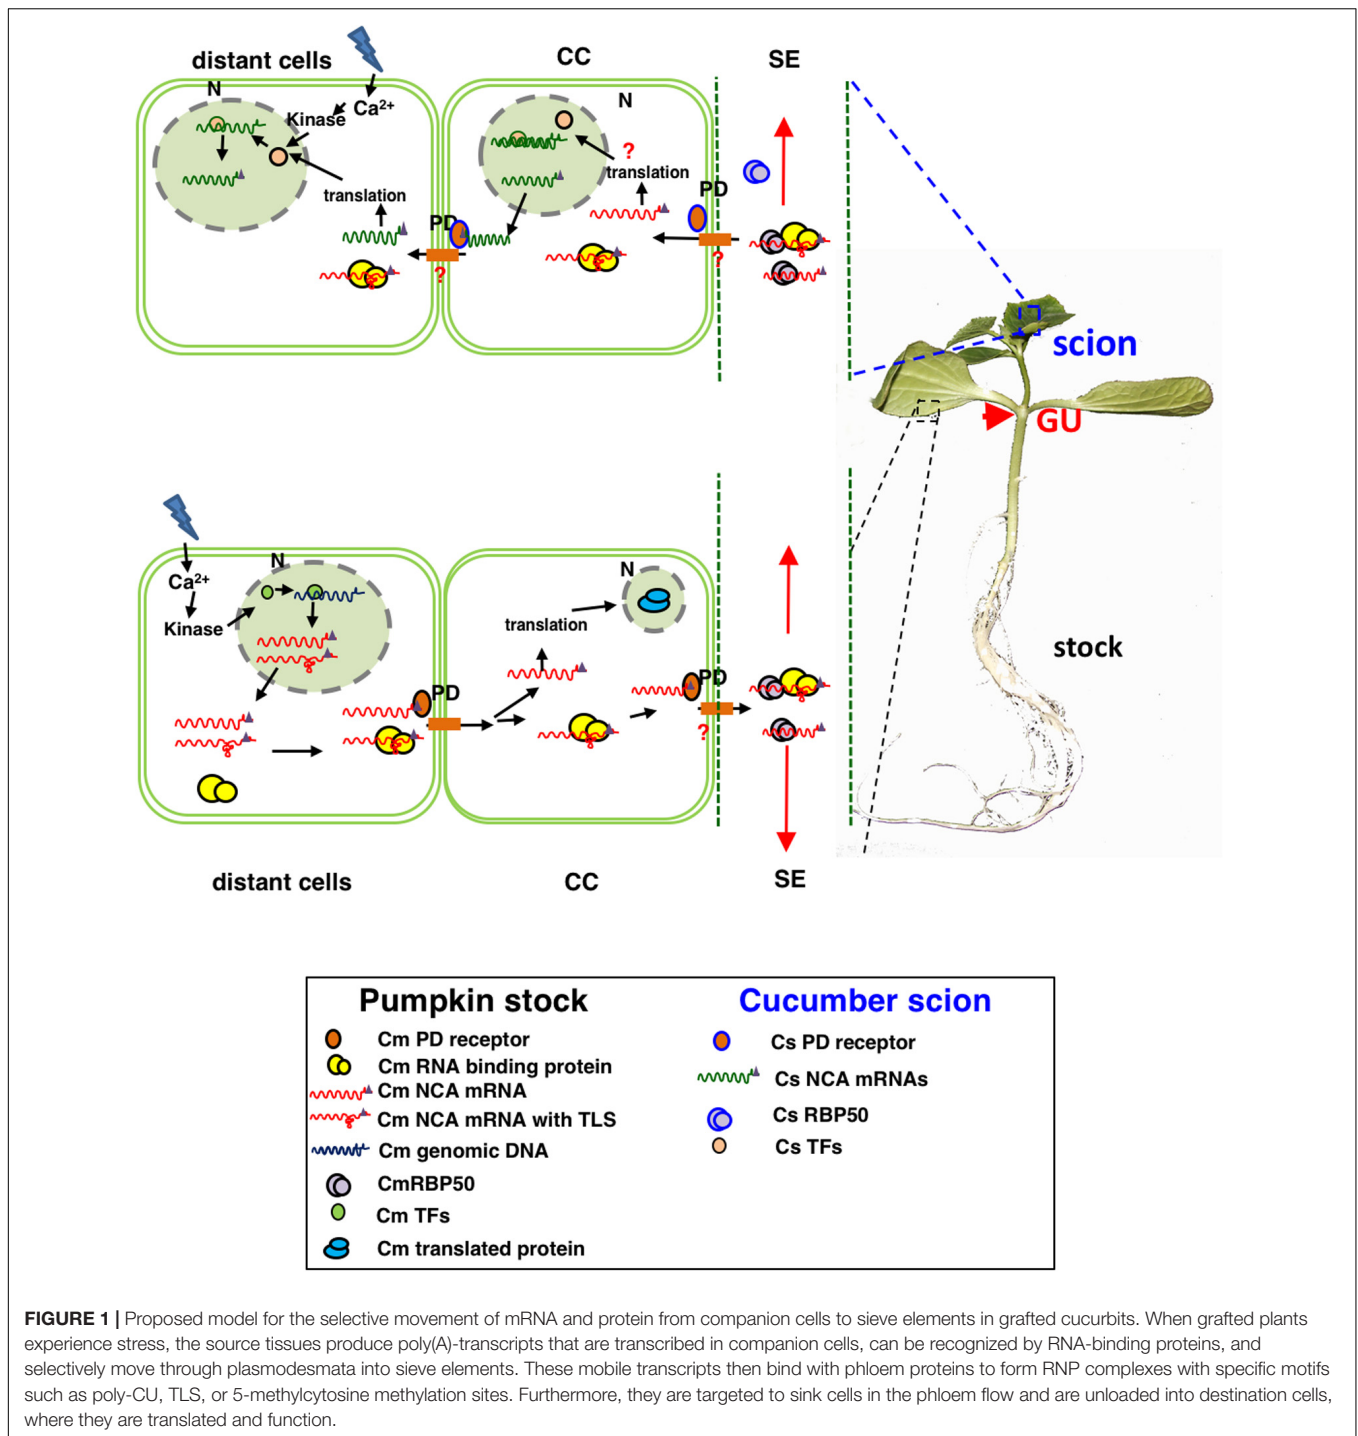 distant cells
CC
SE
N
Ca2+
Kinase
N
?
translation
translation
PD
PD
?
?
scion
GU
stock
N
Ca2+
Kinase
N
translation
PD
PD
?
distant cells
CC
SE
Pumpkin stock
Cm PD receptor
Cm RNA binding protein
Cm NCA mRNA
Cm NCA mRNA with TLS
Cm genomic DNA
CmRBP50
Cm TFs
Cm translated protein
Cucumber scion
Cs PD receptor
Cs NCA mRNAs
Cs RBP50
Cs TFs
FIGURE 1 | Proposed model for the selective movement of mRNA and protein from companion cells to sieve elements in grafted cucurbits. When grafted plants
experience stress, the source tissues produce poly(A)-transcripts that are transcribed in companion cells, can be recognized by RNA-binding proteins, and
selectively move through plasmodesmata into sieve elements. These mobile transcripts then bind with phloem proteins to form RNP complexes with specific motifs
such as poly-CU, TLS, or 5-methylcytosine methylation sites. Furthermore, they are targeted to sink cells in the phloem flow and are unloaded into destination cells,
where they are translated and function.